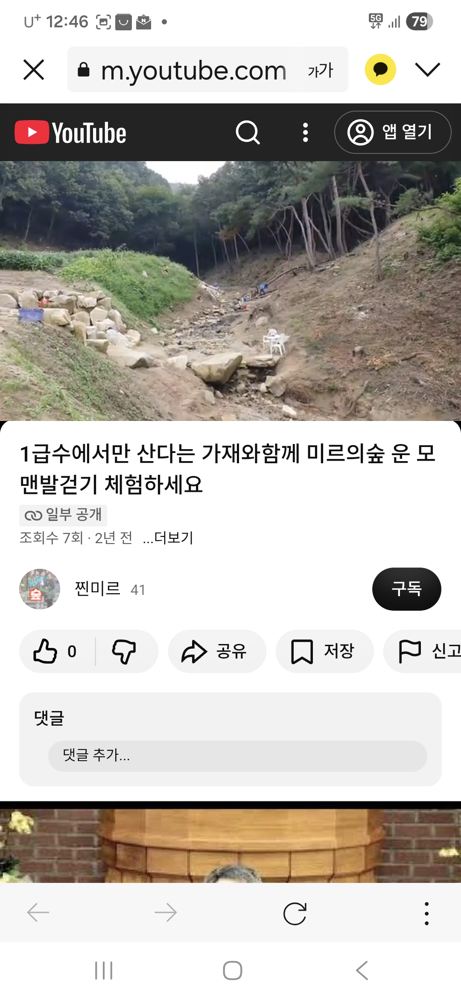 U+ 12:46 N 5G 79
m.youtube.com 가가
YouTube 앱 열기
1급수에서만 산다는 가재와함께 미르의숲 운 모
맨발걷기 체험하세요
일부 공개
조회수 7회 · 2년 전 ...더보기
숲
찐미르 41 구독
0 공유 저장 신고
댓글
댓글 추가...